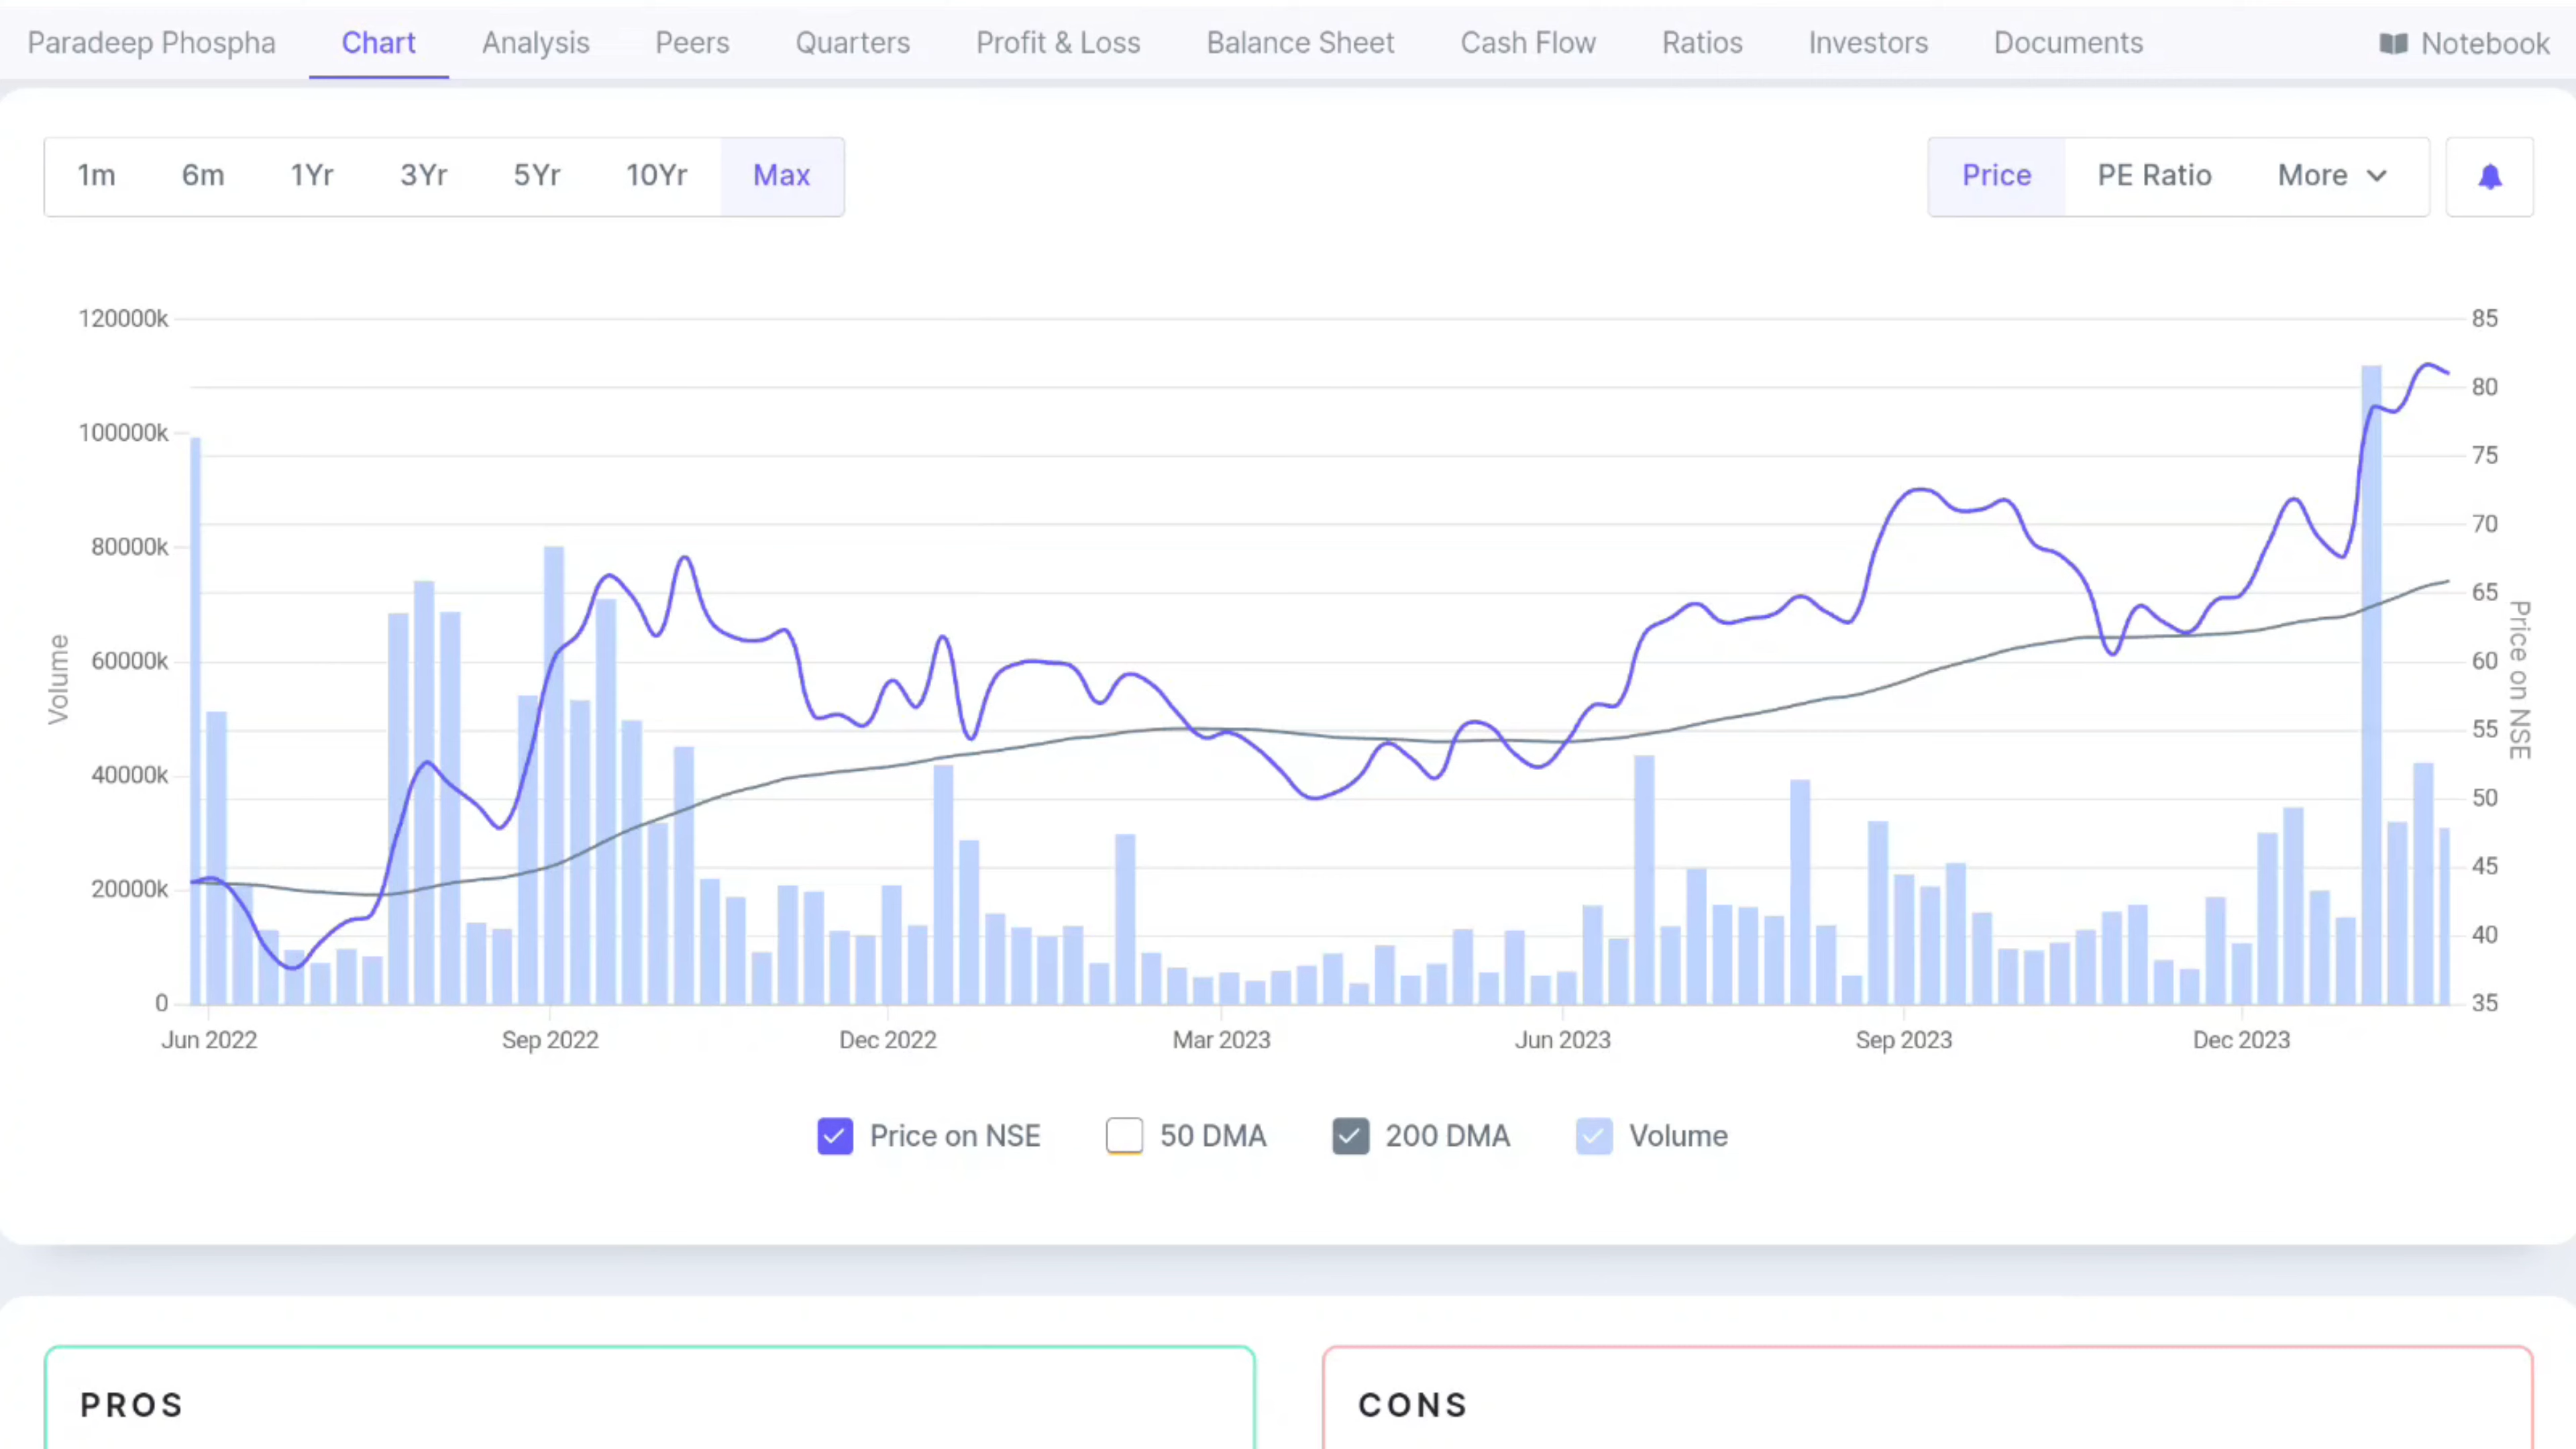 Paradeep Phospha Chart Analysis Peers Quarters Profit & Loss Balance Sheet Cash Flow Ratios Investors Documents Notebook
1m 6m 1Yr 3Yr 5Yr 10Yr Max Price PE Ratio More
120000k 85
80
100000k
75
80000k
70
65
60000k 60
55
40000k
50
20000k
45
40
0 35
Volume
Price on NSE
Jun 2022 Sep 2022 Dec 2022 Mar 2023 Jun 2023 Sep 2023 Dec 2023
Price on NSE 50 DMA 200 DMA Volume
PROS CONS